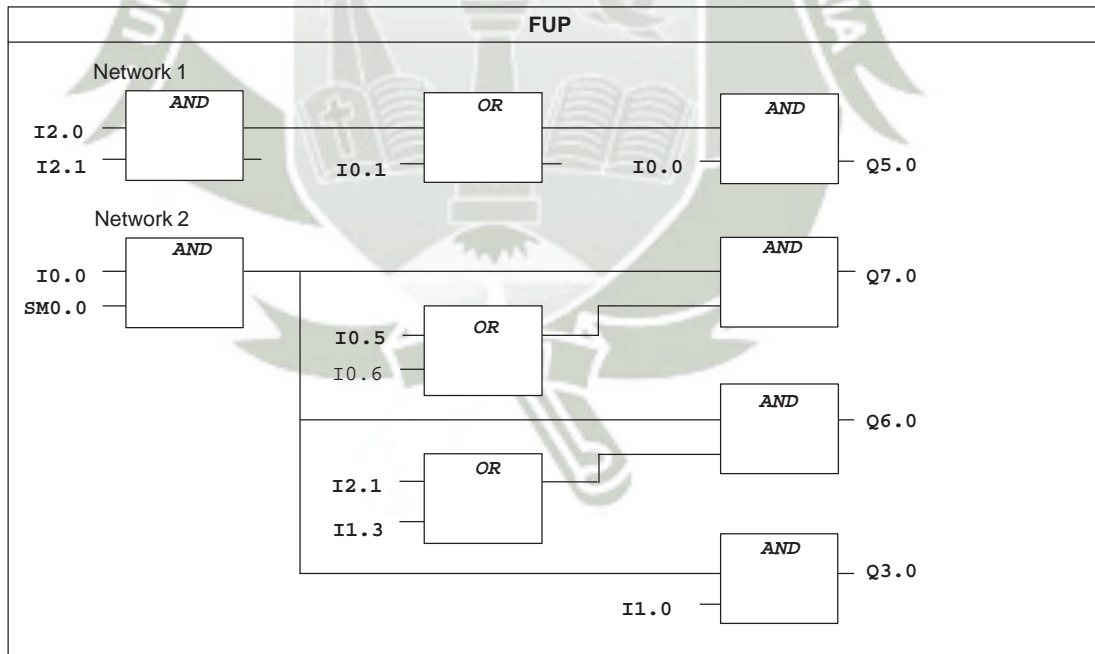 FUP
Network 1
AND
OR
AND
I2.0
I2.1
I0.1
I0.0
Q5.0
Network 2
AND
AND
I0.0
SM0.0
Q7.0
OR
I0.5
I0.6
AND
Q6.0
OR
I2.1
I1.3
AND
Q3.0
I1.0